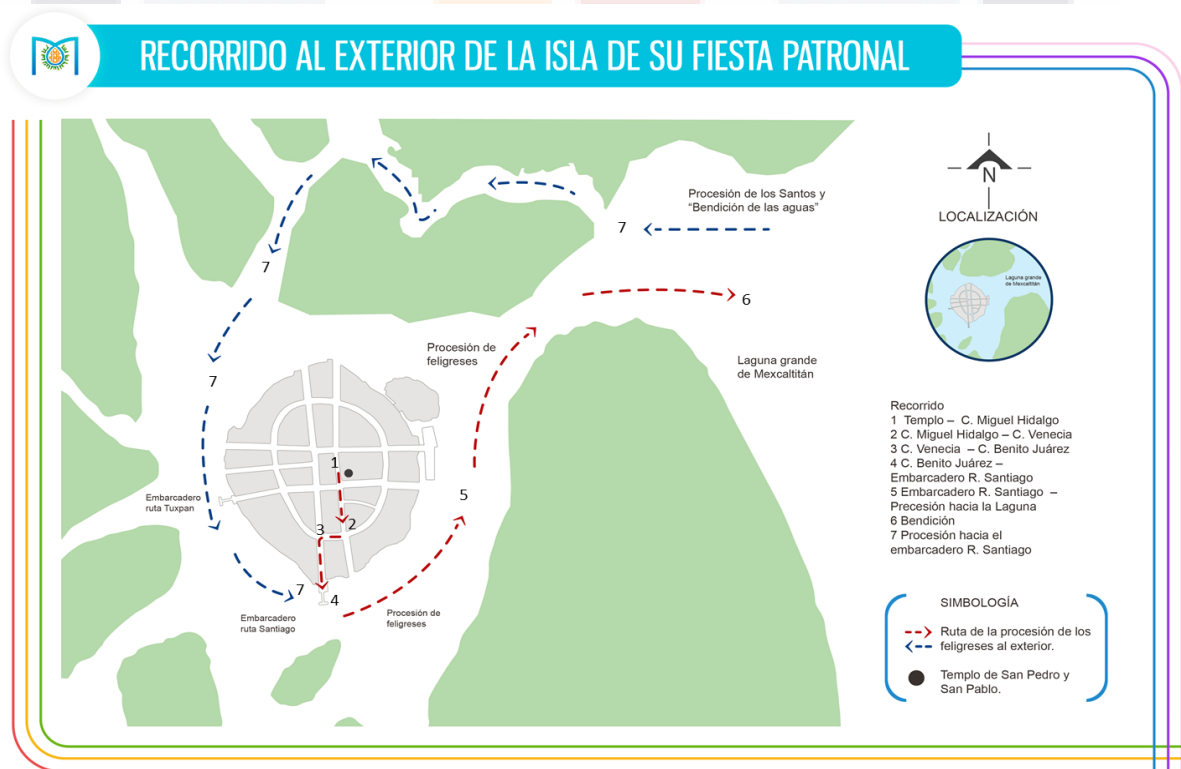 RECORRIDO AL EXTERIOR DE LA ISLA DE SU FIESTA PATRONAL
Procesión de los Santos y
“Bendición de las aguas”
7
7
6
7
Procesión de
feligreses
Laguna grande
de Mexcaltitán
1
5
Embarcadero
ruta Tuxpan
3
2
7
4
Embarcadero
ruta Santiago
Procesión de
feligreses
N
LOCALIZACIÓN
Laguna grande
de Mexcaltitán
Recorrido
1 Templo – C. Miguel Hidalgo
2 C. Miguel Hidalgo – C. Venecia
3 C. Venecia – C. Benito Juárez
4 C. Benito Juárez –
Embarcadero R. Santiago
5 Embarcadero R. Santiago –
Precesión hacia la Laguna
6 Bendición
7 Procesión hacia el
embarcadero R. Santiago
SIMBOLOGÍA
Ruta de la procesión de los
feligreses al exterior.
Templo de San Pedro y
San Pablo.